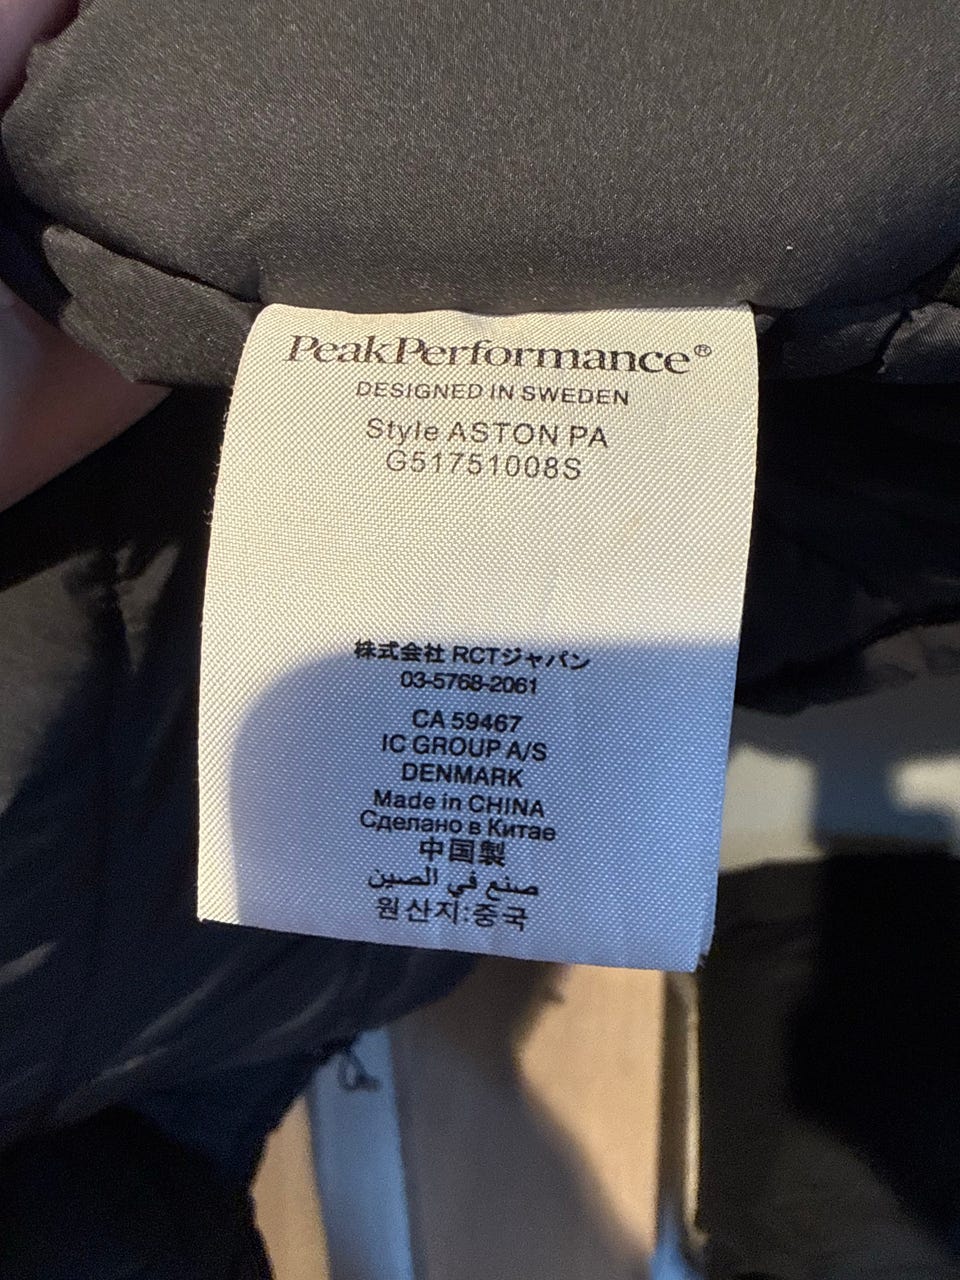 PeakPerformance®
DESIGNED IN SWEDEN
Style ASTON PA
G51751008S
株式会社 RCTジャパン
03-5768-2061
CA 59467
IC GROUP A/S
DENMARK
Made in CHINA
Сделано в Китае
中国製
صنع في الصين
원산지:중국